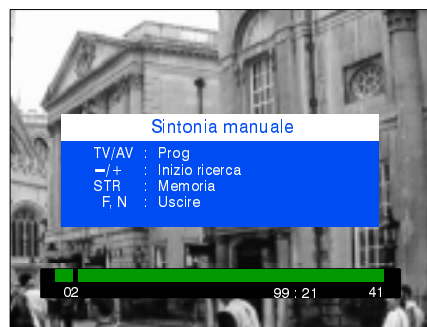 Sintonia manuale
TV/AV : Prog
–/+ : Inizio ricerca
STR : Memoria
F, N : Uscire
02 99 : 21 41